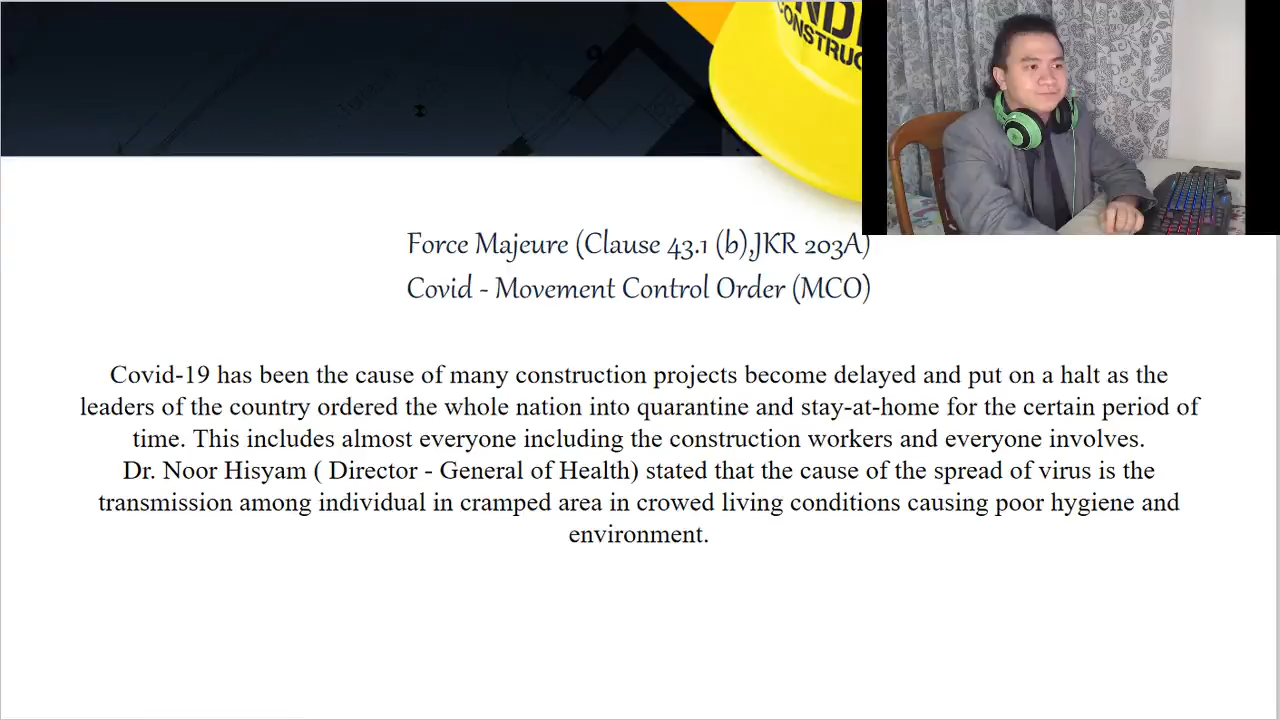 CONSTRUC
Force Majeure (Clause 43.1 (b),JKR 203A)
Covid - Movement Control Order (MCO)
Covid-19 has been the cause of many construction projects become delayed and put on a halt as the
leaders of the country ordered the whole nation into quarantine and stay-at-home for the certain period of
time. This includes almost everyone including the construction workers and everyone involves.
Dr. Noor Hisyam ( Director - General of Health) stated that the cause of the spread of virus is the
transmission among individual in cramped area in crowed living conditions causing poor hygiene and
environment.